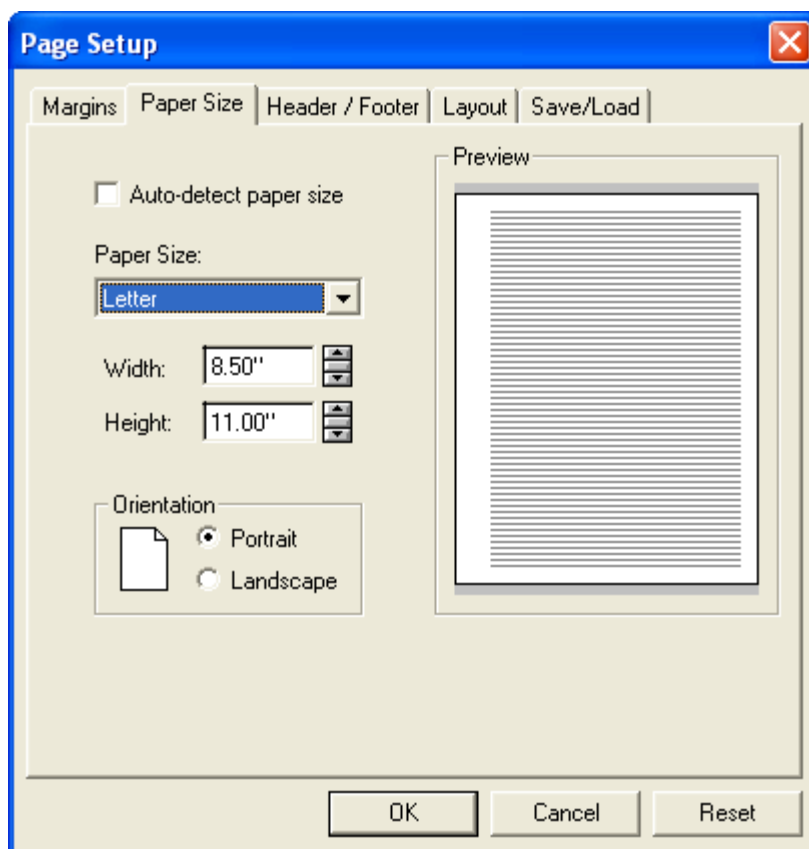 Page Setup
Margins Paper Size Header / Footer Layout Save/Load
Preview
Auto-detect paper size
Paper Size:
Letter
Width: 8.50"
Height: 11.00"
Orientation
Portrait
Landscape
OK Cancel Reset